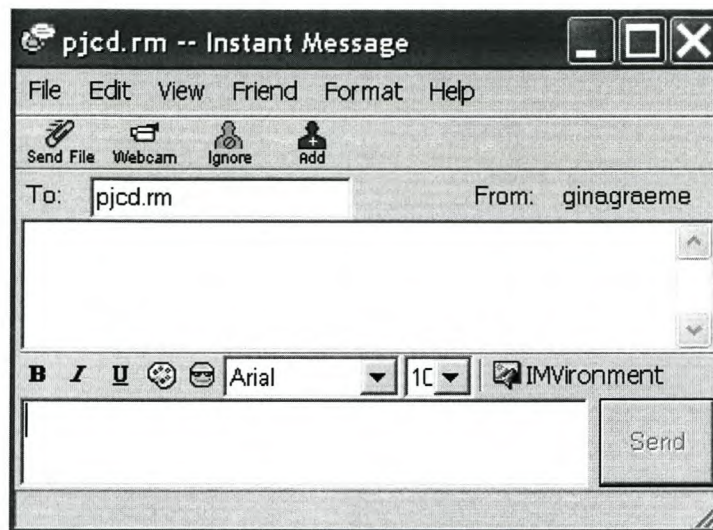 pjcd.rm -- Instant Message
File Edit View Friend Format Help
Send File Webcam Ignore Add
To: pjcd.rm From: ginagraeme
B I U Arial 10 IMVironment
Send